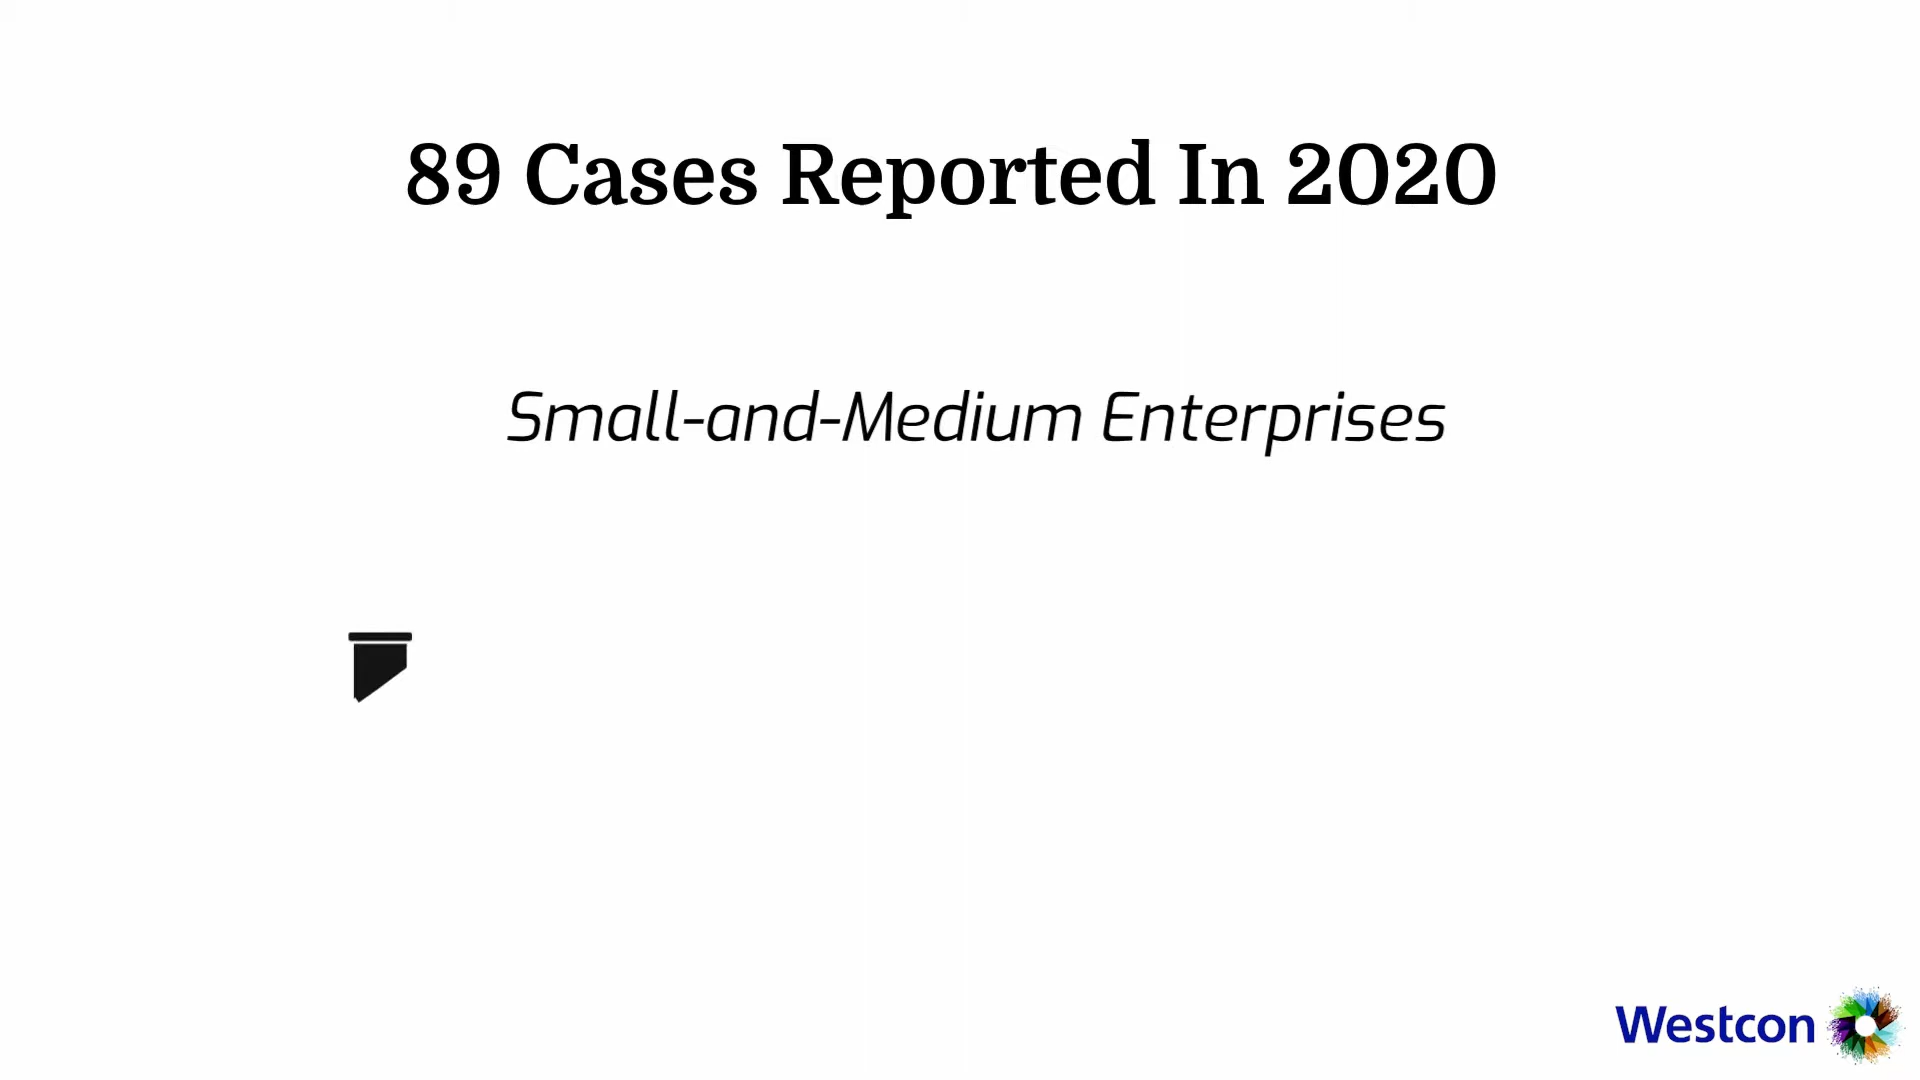 89 Cases Reported In 2020
Small-and-Medium Enterprises
Westcon